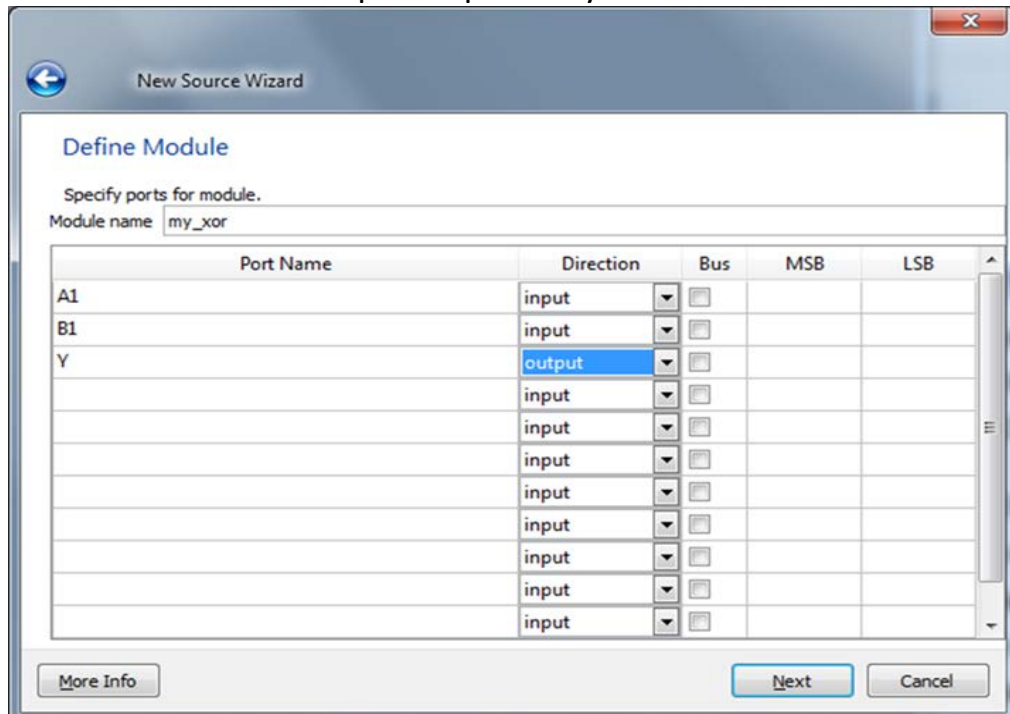 New Source Wizard
Define Module
Specify ports for module.
Module name my_xor
Port Name Direction Bus MSB LSB
A1 input
B1 input
Y output
input
input
input
input
input
input
input
input
More Info Next Cancel